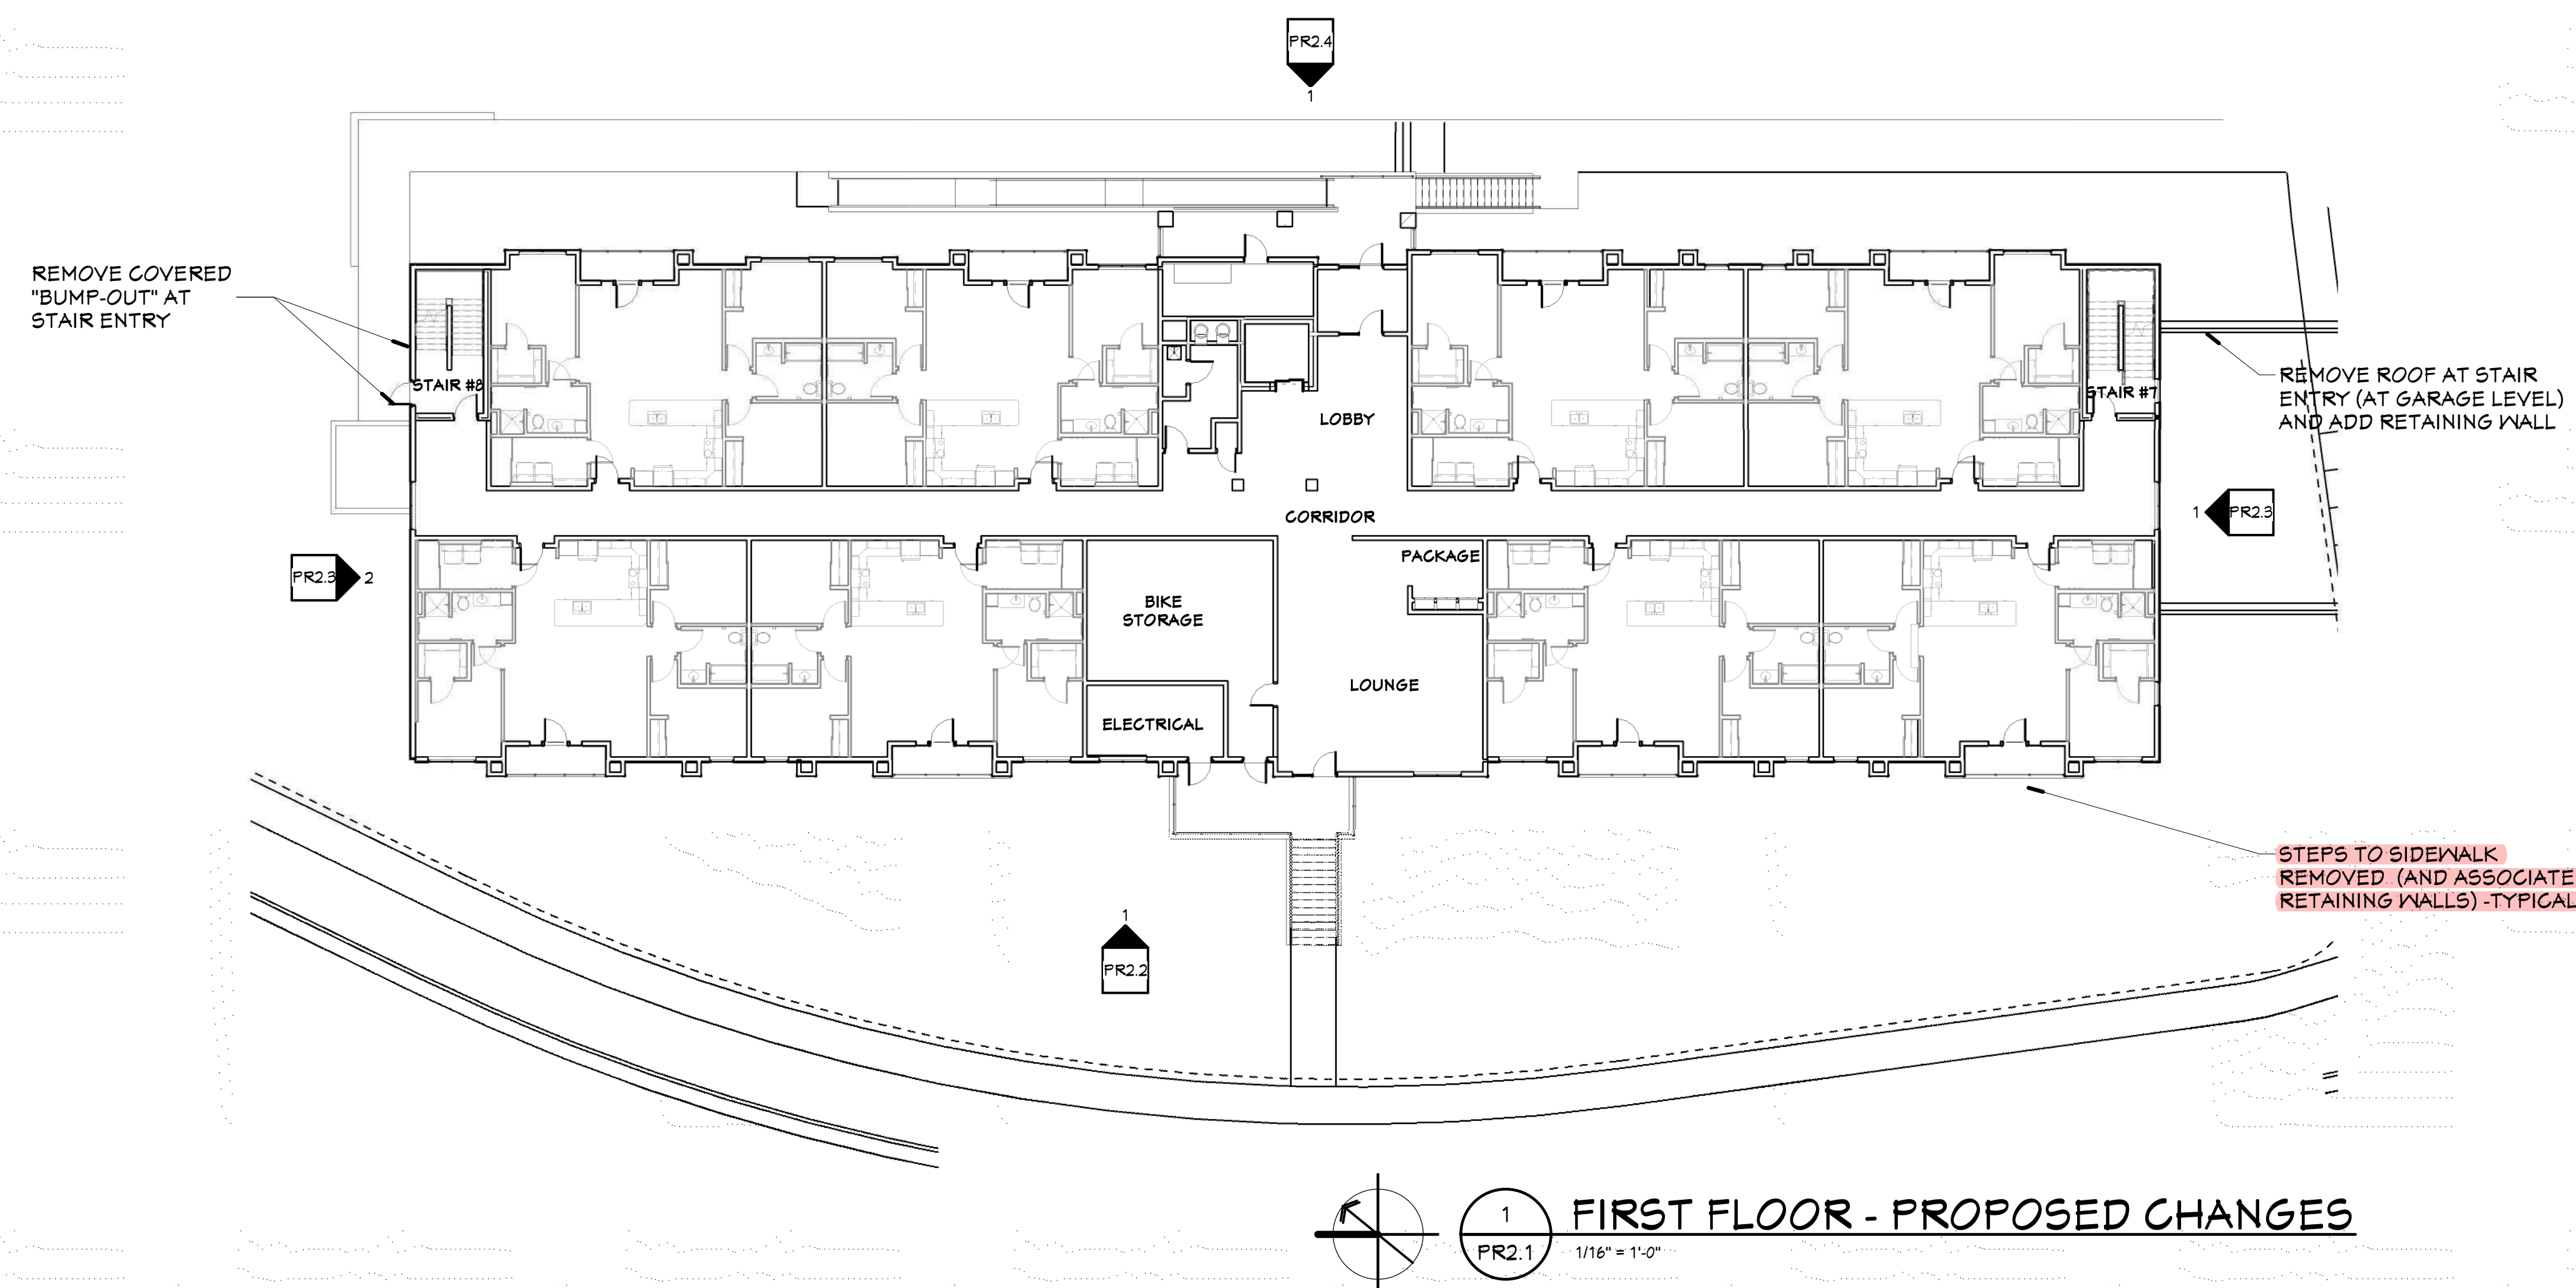 PR2.4
1
REMOVE COVERED
"BUMP-OUT" AT
STAIR ENTRY
STAIR #8
STAIR #7
REMOVE ROOF AT STAIR
ENTRY (AT GARAGE LEVEL)
AND ADD RETAINING WALL
LOBBY
CORRIDOR
1
PR2.3
PR2.3
2
PACKAGE
BIKE
STORAGE
LOUNGE
ELECTRICAL
STEPS TO SIDEWALK
REMOVED (AND ASSOCIATE
RETAINING WALLS) -TYPICAL
1
PR2.2
1
PR2.1
FIRST FLOOR - PROPOSED CHANGES
1/16" = 1'-0"